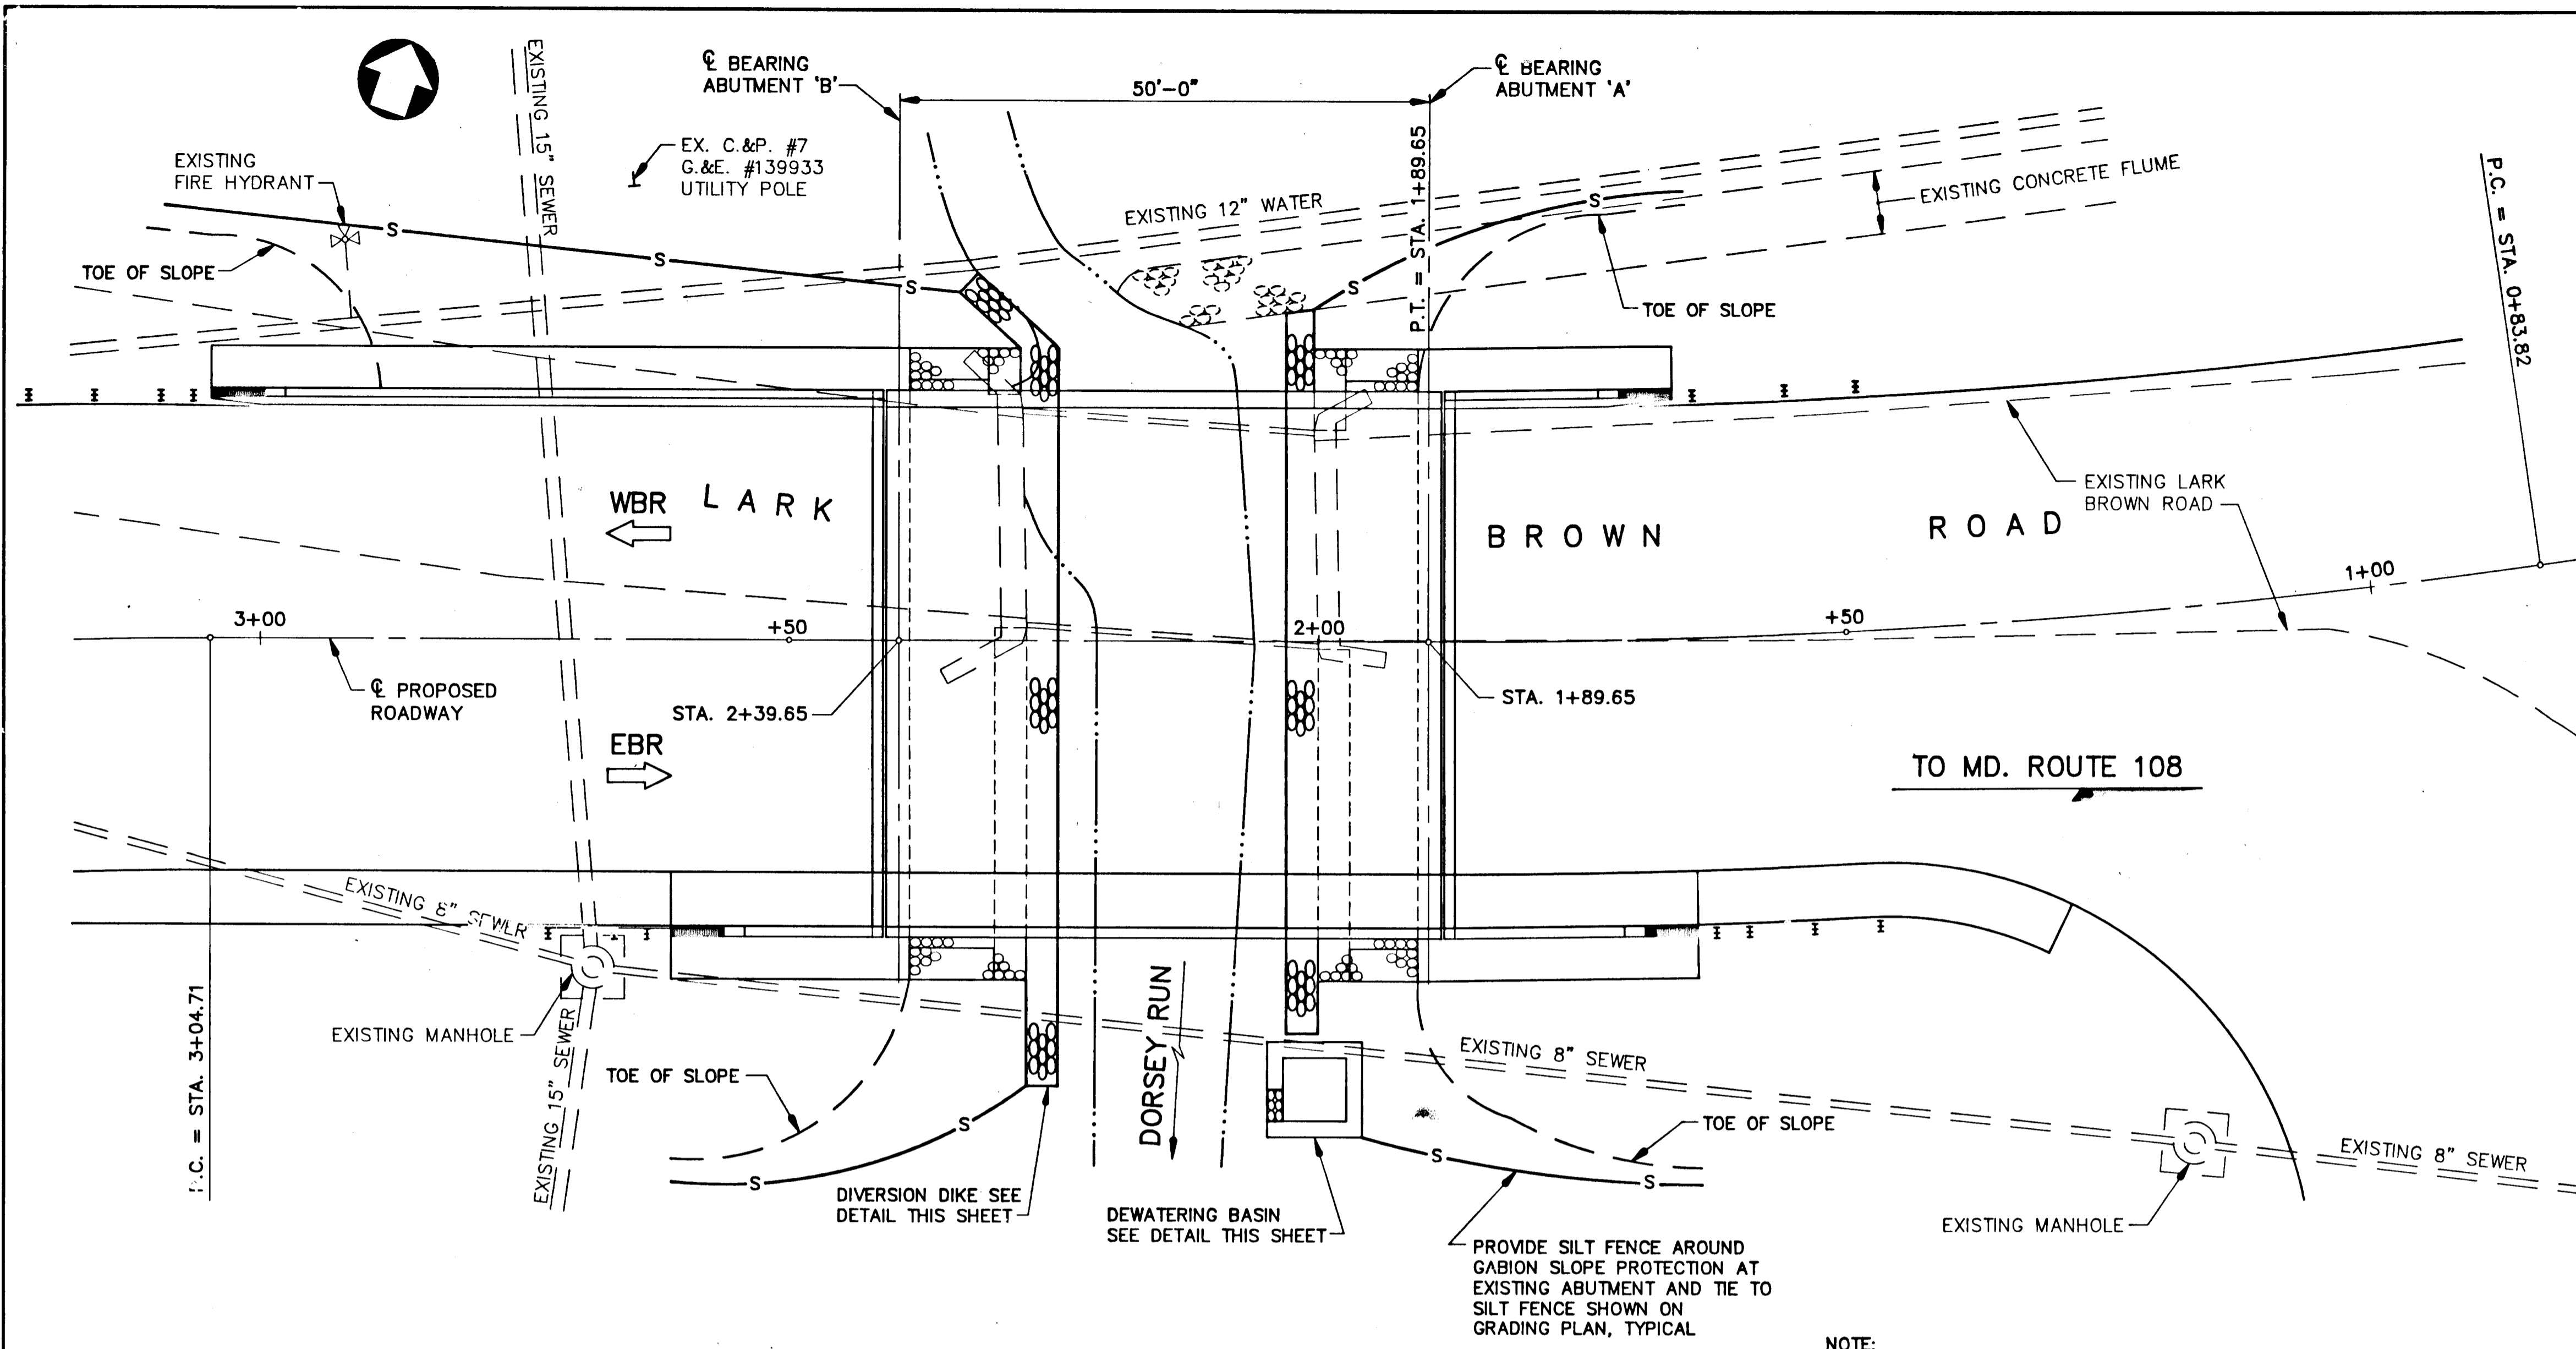 ℄ BEARING
ABUTMENT 'B'
50'-0"
℄ BEARING
ABUTMENT 'A'
EXISTING 15" SEWER
EX. C.&P. #7
G.&E. #139933
UTILITY POLE
EXISTING
FIRE HYDRANT
P.T. = STA. 1+89.65
P.C. = STA. 0+83.82
EXISTING CONCRETE FLUME
EXISTING 12" WATER
S
S
S
S
S
S
TOE OF SLOPE
TOE OF SLOPE
WBR
LARK
BROWN
ROAD
EXISTING LARK
BROWN ROAD
3+00
+50
2+00
+50
1+00
℄ PROPOSED
ROADWAY
STA. 2+39.65
STA. 1+89.65
EBR
TO MD. ROUTE 108
EXISTING 8" SEWER
P.C. = STA. 3+04.71
EXISTING MANHOLE
EXISTING 15" SEWER
DORSEY RUN
EXISTING 8" SEWER
TOE OF SLOPE
S
S
TOE OF SLOPE
S
S
EXISTING 8" SEWER
DIVERSION DIKE SEE
DETAIL THIS SHEET
DEWATERING BASIN
SEE DETAIL THIS SHEET
EXISTING MANHOLE
PROVIDE SILT FENCE AROUND
GABION SLOPE PROTECTION AT
EXISTING ABUTMENT AND TIE TO
SILT FENCE SHOWN ON
GRADING PLAN, TYPICAL
NOTE: